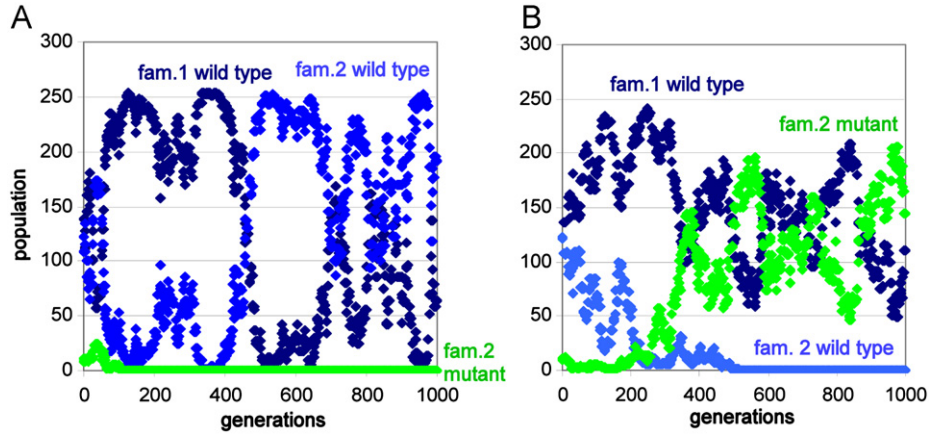 A
300
250
200
150
100
50
0
population
fam.1 wild type
fam.2 wild type
fam.2
mutant
0
200
400
600
800
1000
generations
B
300
250
200
150
100
50
0
fam.1 wild type
fam.2 mutant
fam. 2 wild type
0
200
400
600
800
1000
generations